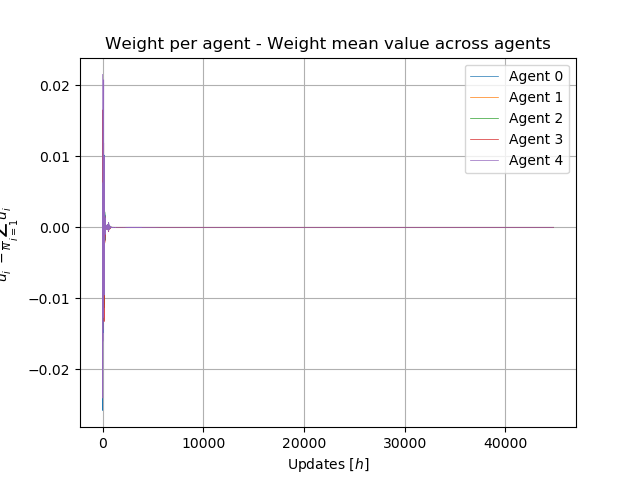 Weight per agent - Weight mean value across agents
Agent 0
Agent 1
Agent 2
Agent 3
Agent 4
0.02
0.01
0.00
−0.01
−0.02
0
10000
20000
30000
40000
Updates [h]